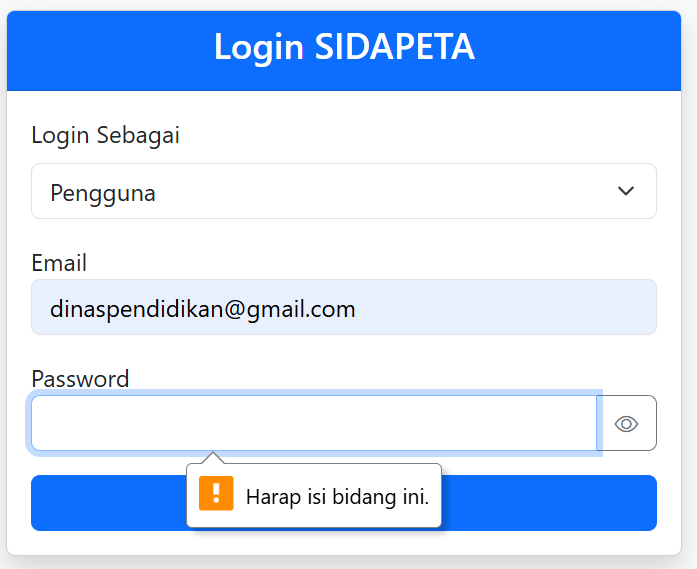 Login SIDAPETA
Login Sebagai
Pengguna
Email
dinaspendidikan@gmail.com
Password
Harap isi bidang ini.